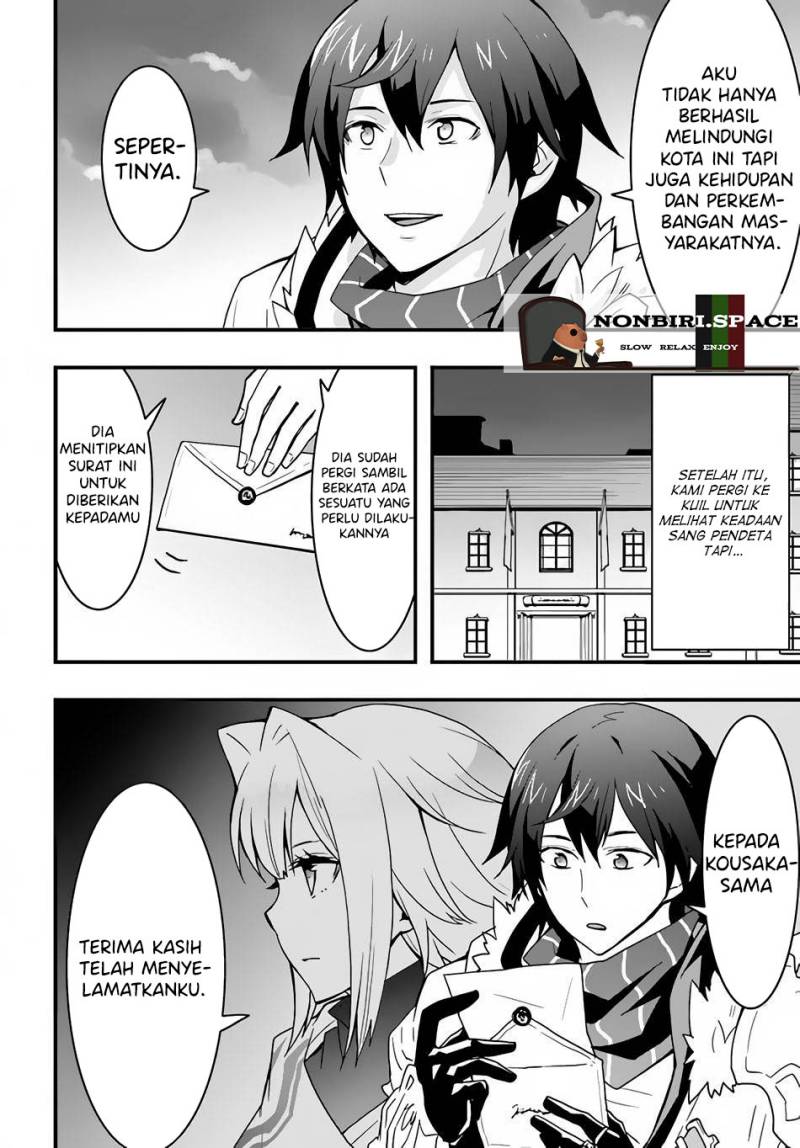 AKU
TIDAK HANYA
BERHASIL
MELINDUNGI
KOTA INI TAPI
JUGA KEHIDUPAN
DAN PERKEM-
BANGAN MAS-
YARAKATNYA.
SEPER-
TINYA.
NONBIRI.SPACE
SLOW RELAX ENJOY
SETELAH ITU,
KAMI PERGI KE
KUIL UNTUK
MELIHAT KEADAAN
SANG PENDETA
TAPI...
DIA SUDAH
PERGI SAMBIL
BERKATA ADA
SESUATU YANG
PERLU DILAKU-
KANNYA
DIA
MENITIPKAN
SURAT INI
UNTUK
DIBERIKAN
KEPADAMU
KEPADA
KOUSAKA-
SAMA
TERIMA KASIH
TELAH MENYE-
LAMATKANKU.